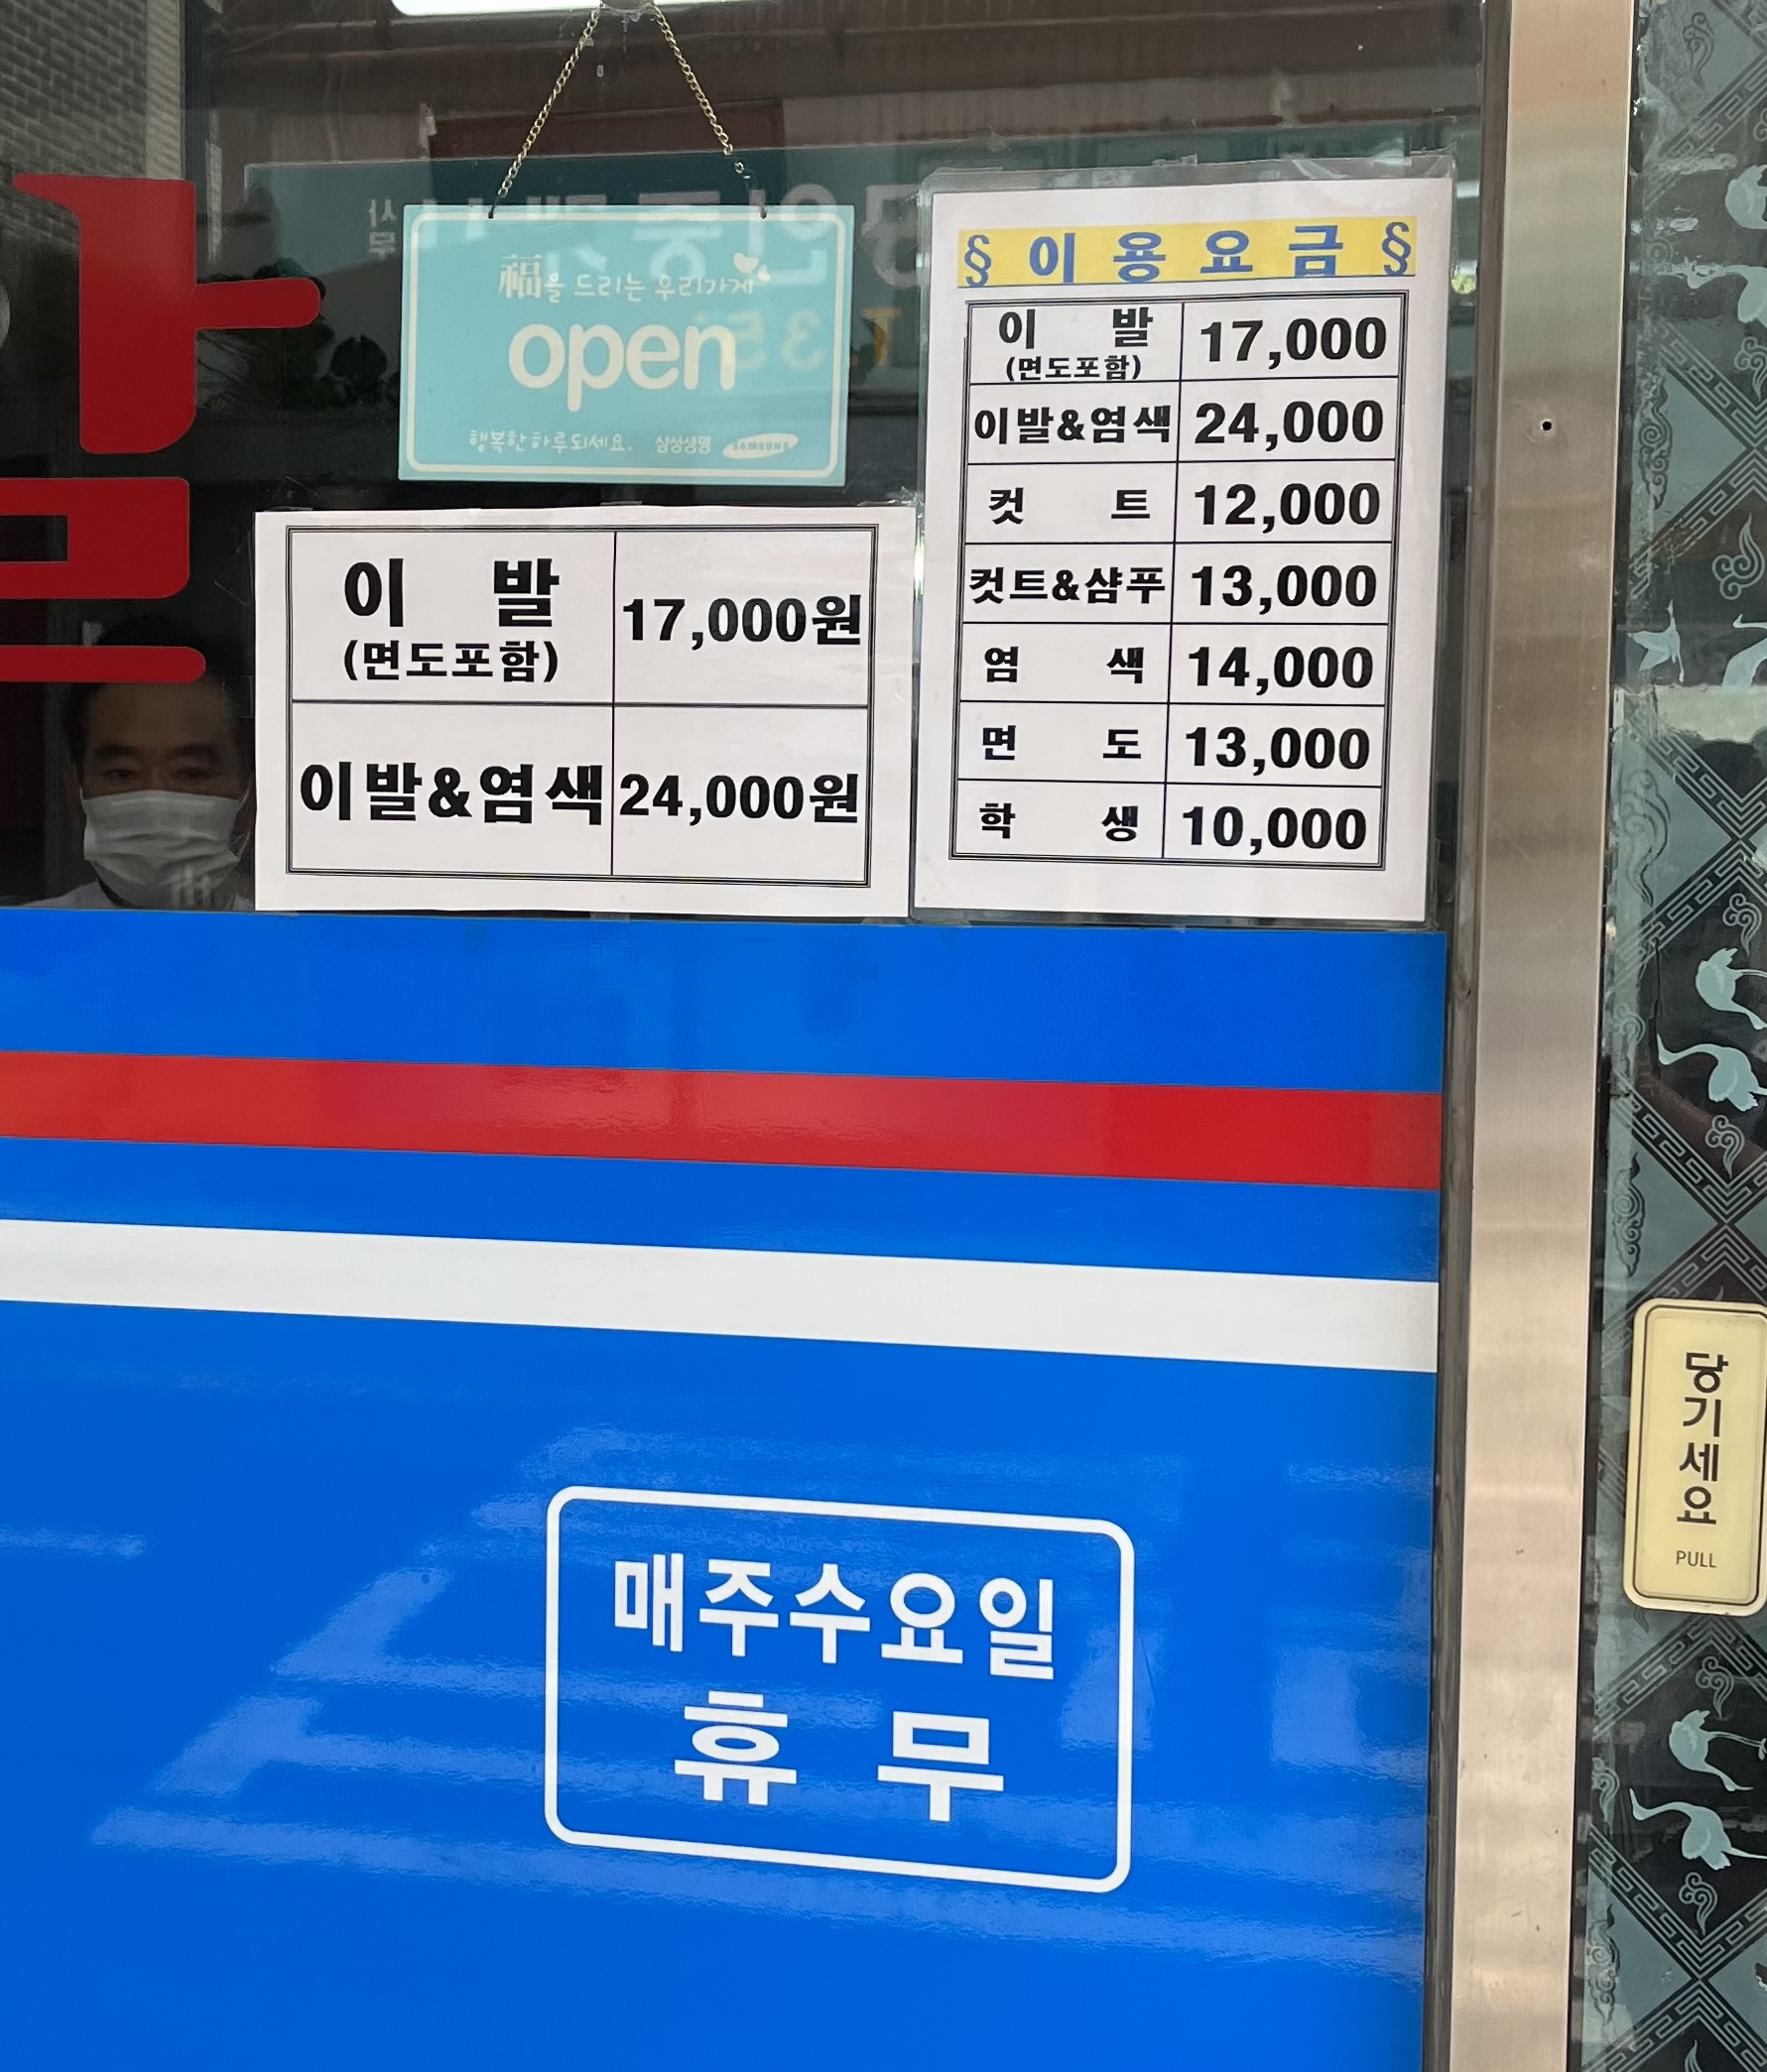 福을 드리는 우리가게
open
행복한 하루되세요. 삼성생명 SAMSUNG
이 발 17,000원
(면도포함)
이발&염색 24,000원
§ 이 용 요 금 §
이 발 17,000
(면도포함)
이발&염색 24,000
컷 트 12,000
컷트&샴푸 13,000
염 색 14,000
면 도 13,000
학 생 10,000
매주수요일
휴 무
당기세요
PULL